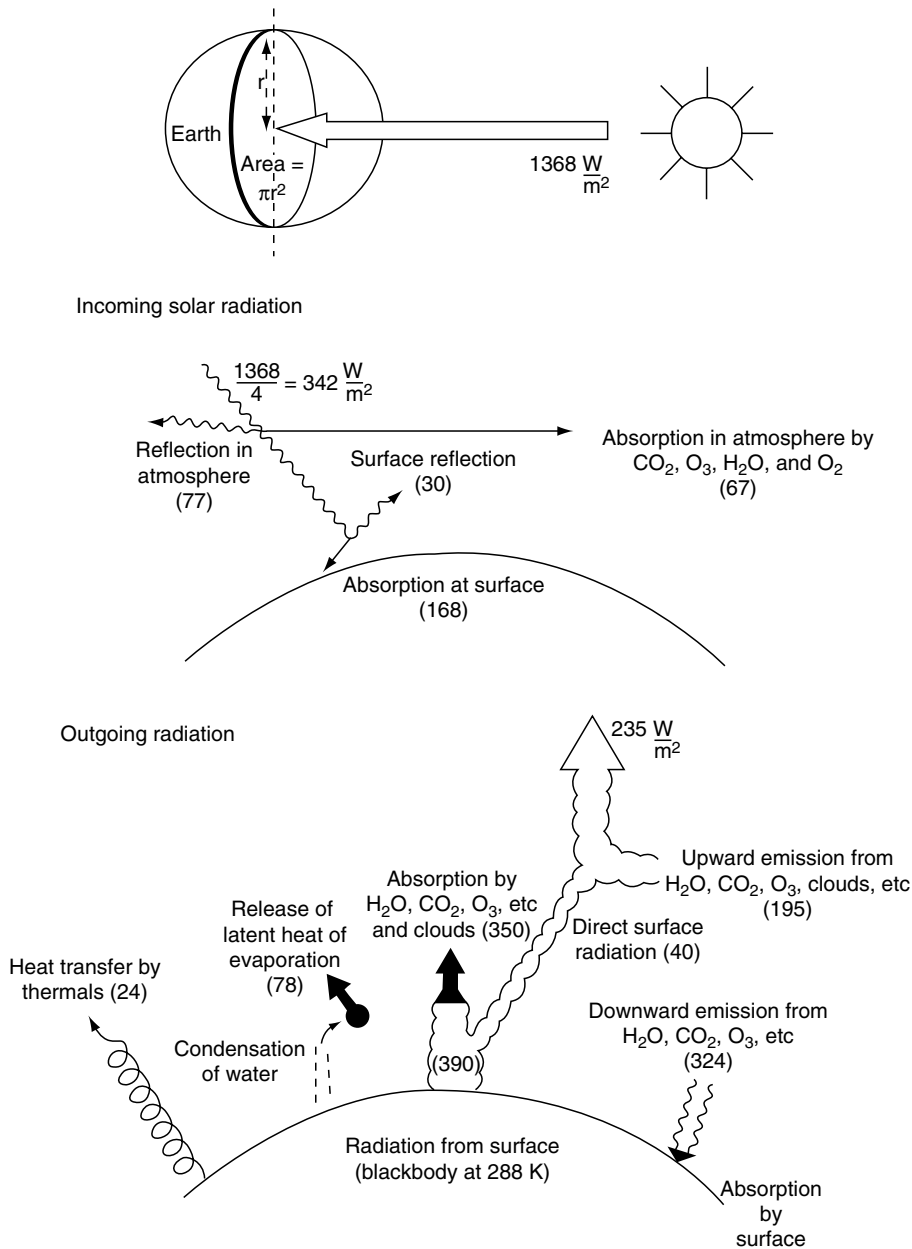 r
Earth
Area =
πr²
1368 W
m²
Incoming solar radiation
1368
4
= 342 W
m²
Reflection in
atmosphere
(77)
Surface reflection
(30)
Absorption in atmosphere by
CO₂, O₃, H₂O, and O₂
(67)
Absorption at surface
(168)
Outgoing radiation
235 W
m²
Upward emission from
H₂O, CO₂, O₃, clouds, etc
(195)
Absorption by
H₂O, CO₂, O₃, etc
and clouds (350)
Direct surface
radiation (40)
Release of
latent heat of
evaporation
(78)
Heat transfer by
thermals (24)
Downward emission from
H₂O, CO₂, O₃, etc
(324)
Condensation
of water
(390)
Radiation from surface
(blackbody at 288 K)
Absorption
by
surface